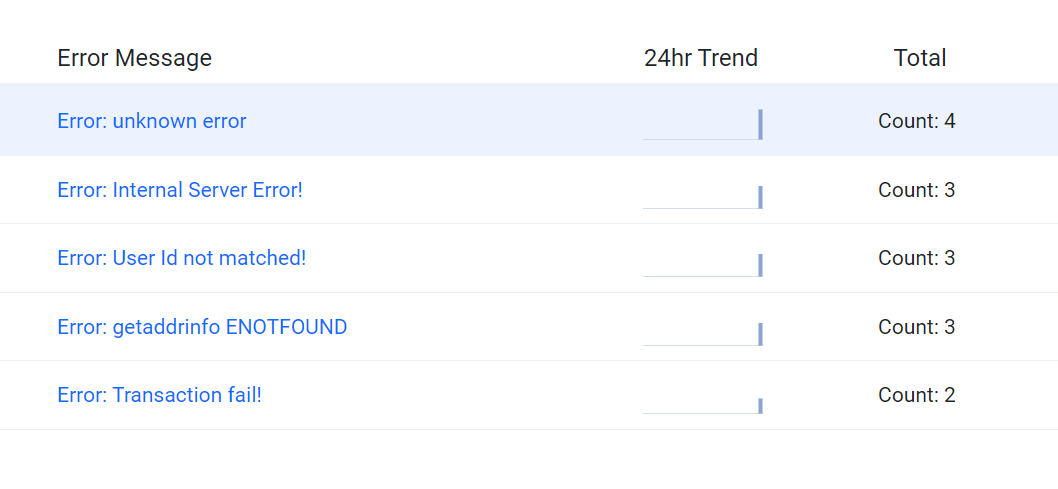 Error Message 24hr Trend Total
Error: unknown error Count: 4
Error: Internal Server Error! Count: 3
Error: User Id not matched! Count: 3
Error: getaddrinfo ENOTFOUND Count: 3
Error: Transaction fail! Count: 2